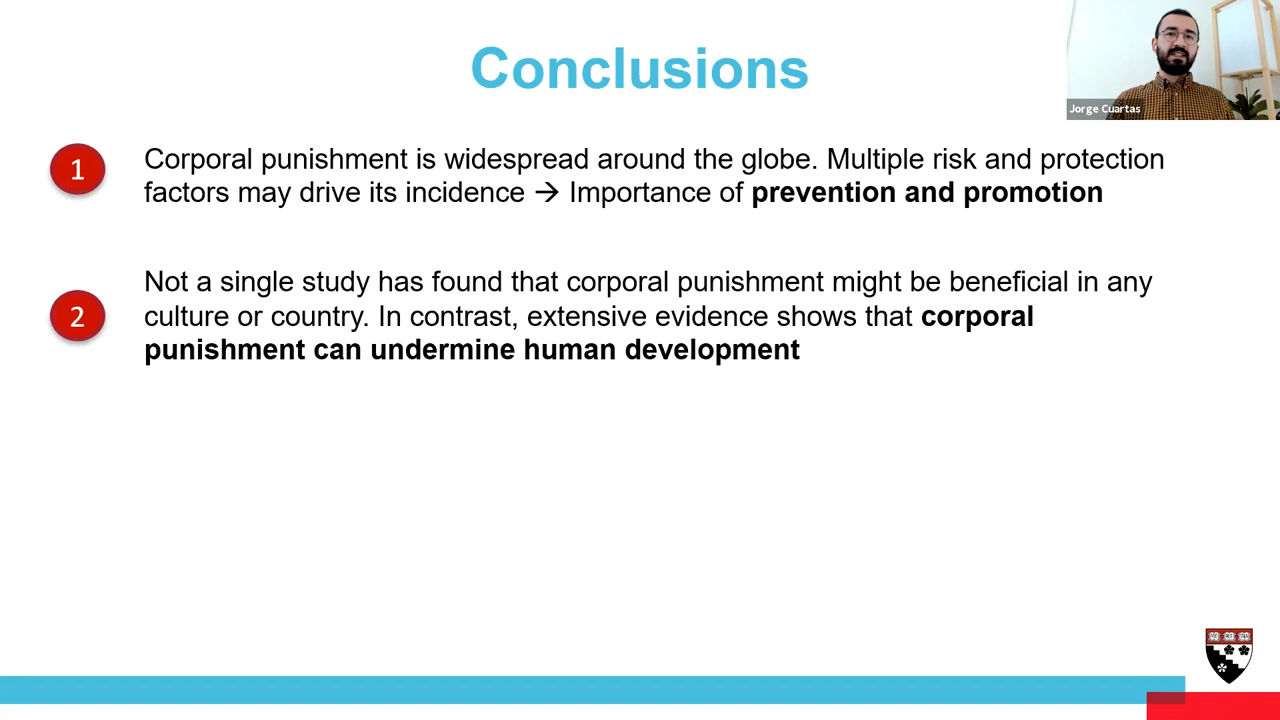 Conclusions
Jorge Cuartas
1
Corporal punishment is widespread around the globe. Multiple risk and protection
factors may drive its incidence → Importance of prevention and promotion
2
Not a single study has found that corporal punishment might be beneficial in any
culture or country. In contrast, extensive evidence shows that corporal
punishment can undermine human development